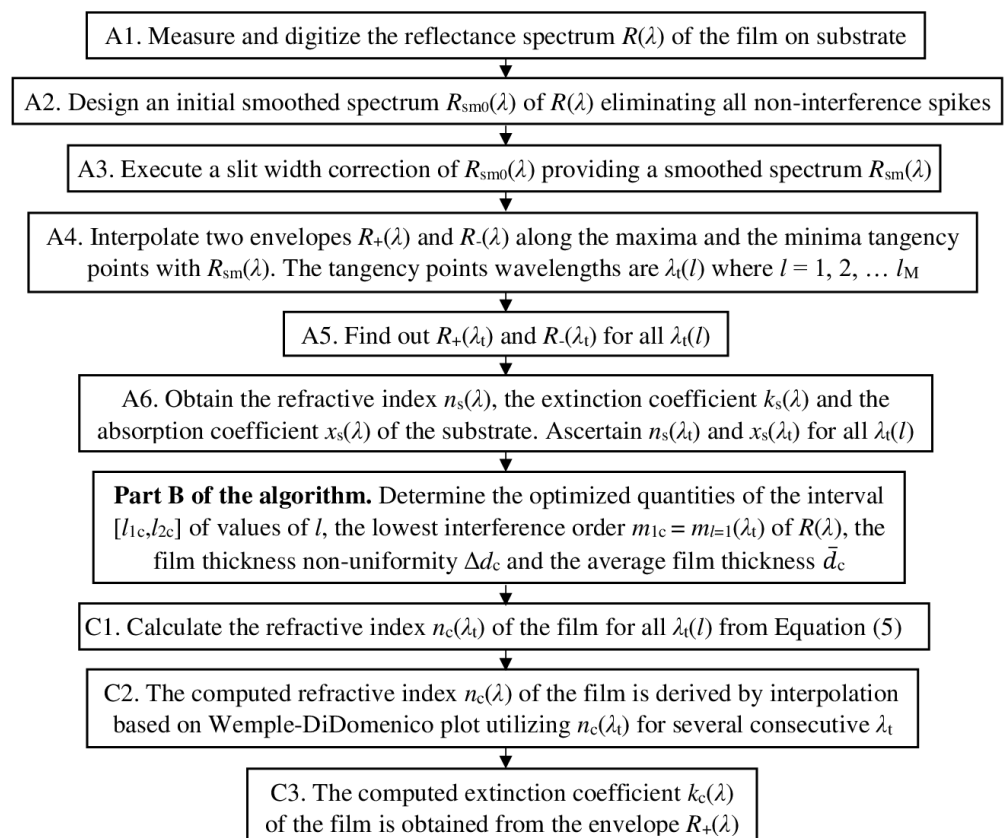 A1. Measure and digitize the reflectance spectrum R(λ) of the film on substrate
A2. Design an initial smoothed spectrum Rsm0(λ) of R(λ) eliminating all non-interference spikes
A3. Execute a slit width correction of Rsm0(λ) providing a smoothed spectrum Rsm(λ)
A4. Interpolate two envelopes R+(λ) and R-(λ) along the maxima and the minima tangency
points with Rsm(λ). The tangency points wavelengths are λt(l) where l = 1, 2, … lM
A5. Find out R+(λt) and R-(λt) for all λt(l)
A6. Obtain the refractive index ns(λ), the extinction coefficient ks(λ) and the
absorption coefficient xs(λ) of the substrate. Ascertain ns(λt) and xs(λt) for all λt(l)
Part B of the algorithm. Determine the optimized quantities of the interval
[l1c,l2c] of values of l, the lowest interference order m1c = ml=1(λt) of R(λ), the
film thickness non-uniformity Δdc and the average film thickness d̄c
C1. Calculate the refractive index nc(λt) of the film for all λt(l) from Equation (5)
C2. The computed refractive index nc(λ) of the film is derived by interpolation
based on Wemple-DiDomenico plot utilizing nc(λt) for several consecutive λt
C3. The computed extinction coefficient kc(λ)
of the film is obtained from the envelope R+(λ)